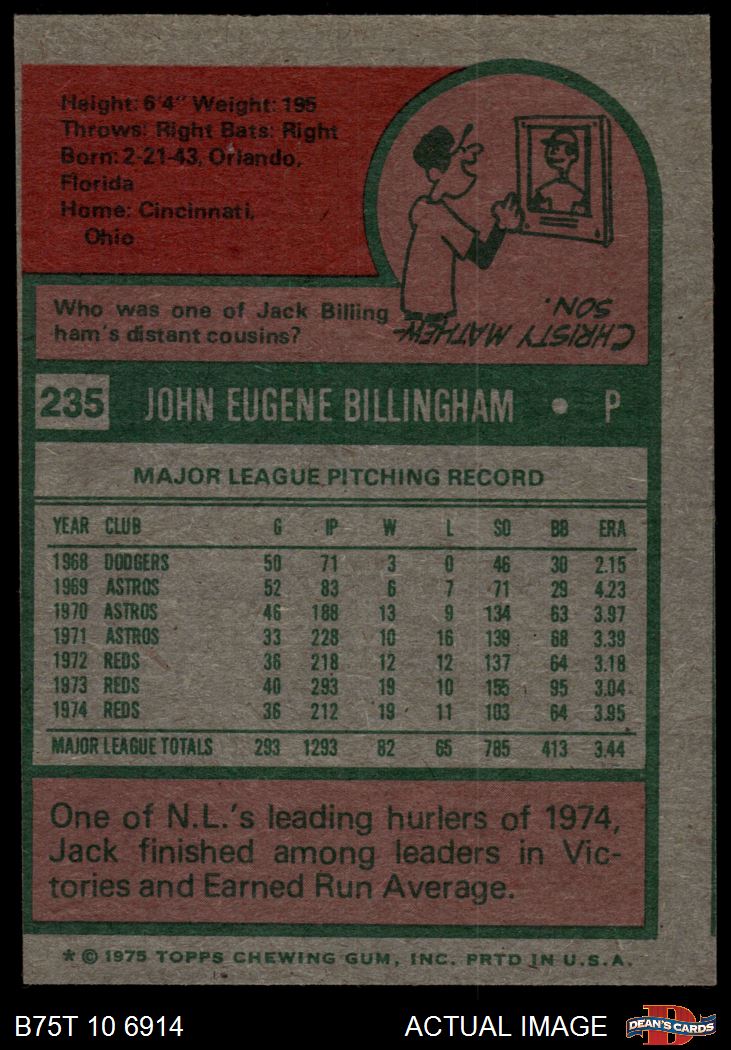 Height: 6'4" Weight: 195
Throws: Right Bats: Right
Born: 2-21-43, Orlando,
Florida
Home: Cincinnati,
Ohio
Who was one of Jack Billing
ham's distant cousins?
CHRISTY MATHEW-
SON.
235 JOHN EUGENE BILLINGHAM • P
MAJOR LEAGUE PITCHING RECORD
YEAR CLUB G IP W L SO BB ERA
1968 DODGERS 50 71 3 0 46 30 2.15
1969 ASTROS 52 83 6 7 71 29 4.23
1970 ASTROS 46 188 13 9 134 63 3.97
1971 ASTROS 33 228 10 16 139 68 3.39
1972 REDS 36 218 12 12 137 64 3.18
1973 REDS 40 293 19 10 155 95 3.04
1974 REDS 36 212 19 11 103 64 3.95
MAJOR LEAGUE TOTALS 293 1293 82 65 785 413 3.44
One of N.L.'s leading hurlers of 1974,
Jack finished among leaders in Vic-
tories and Earned Run Average.
* © 1975 TOPPS CHEWING GUM, INC. PRTD IN U.S.A.
B75T 10 6914 ACTUAL IMAGE DEAN'S CARDS